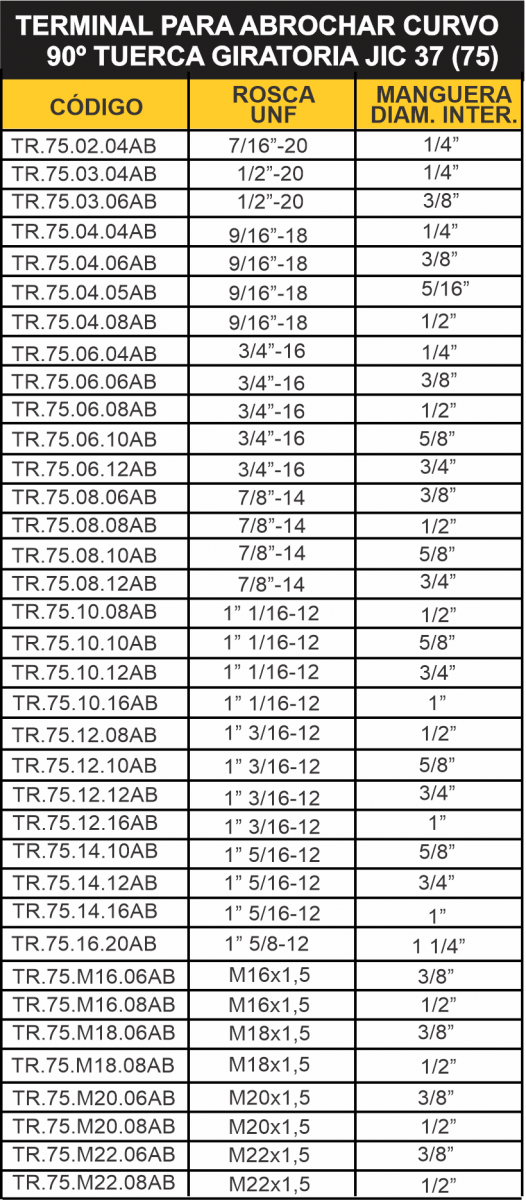 TERMINAL PARA ABROCHAR CURVO
90º TUERCA GIRATORIA JIC 37 (75)
CÓDIGO ROSCA UNF MANGUERA DIAM. INTER.
TR.75.02.04AB 7/16”-20 1/4”
TR.75.03.04AB 1/2”-20 1/4”
TR.75.03.06AB 1/2”-20 3/8”
TR.75.04.04AB 9/16”-18 1/4”
TR.75.04.06AB 9/16”-18 3/8”
TR.75.04.05AB 9/16”-18 5/16”
TR.75.04.08AB 9/16”-18 1/2”
TR.75.06.04AB 3/4”-16 1/4”
TR.75.06.06AB 3/4”-16 3/8”
TR.75.06.08AB 3/4”-16 1/2”
TR.75.06.10AB 3/4”-16 5/8”
TR.75.06.12AB 3/4”-16 3/4”
TR.75.08.06AB 7/8”-14 3/8”
TR.75.08.08AB 7/8”-14 1/2”
TR.75.08.10AB 7/8”-14 5/8”
TR.75.08.12AB 7/8”-14 3/4”
TR.75.10.08AB 1” 1/16-12 1/2”
TR.75.10.10AB 1” 1/16-12 5/8”
TR.75.10.12AB 1” 1/16-12 3/4”
TR.75.10.16AB 1” 1/16-12 1”
TR.75.12.08AB 1” 3/16-12 1/2”
TR.75.12.10AB 1” 3/16-12 5/8”
TR.75.12.12AB 1” 3/16-12 3/4”
TR.75.12.16AB 1” 3/16-12 1”
TR.75.14.10AB 1” 5/16-12 5/8”
TR.75.14.12AB 1” 5/16-12 3/4”
TR.75.14.16AB 1” 5/16-12 1”
TR.75.16.20AB 1” 5/8-12 1 1/4”
TR.75.M16.06AB M16x1,5 3/8”
TR.75.M16.08AB M16x1,5 1/2”
TR.75.M18.06AB M18x1,5 3/8”
TR.75.M18.08AB M18x1,5 1/2”
TR.75.M20.06AB M20x1,5 3/8”
TR.75.M20.08AB M20x1,5 1/2”
TR.75.M22.06AB M22x1,5 3/8”
TR.75.M22.08AB M22x1,5 1/2”